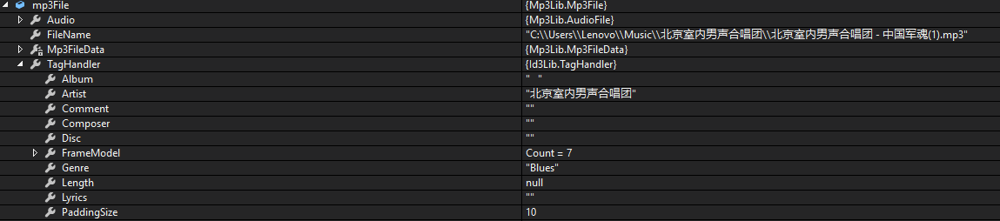 mp3File {Mp3Lib.Mp3File}
Audio {Mp3Lib.AudioFile}
FileName "C:\\Users\\Lenovo\\Music\\北京室内男声合唱团\\北京室内男声合唱团 - 中国军魂(1).mp3"
Mp3FileData {Mp3Lib.Mp3FileData}
TagHandler {Id3Lib.TagHandler}
Album "   "
Artist "北京室内男声合唱团"
Comment ""
Composer ""
Disc ""
FrameModel Count = 7
Genre "Blues"
Length null
Lyrics ""
PaddingSize 10